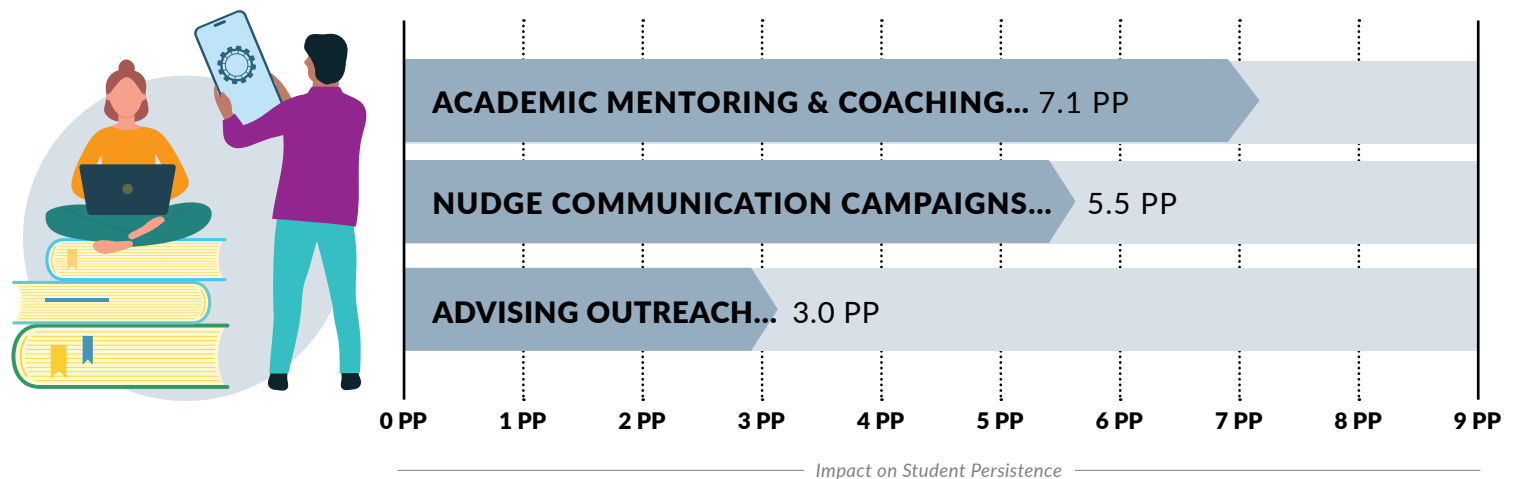 ACADEMIC MENTORING & COACHING... 7.1 PP
NUDGE COMMUNICATION CAMPAIGNS... 5.5 PP
ADVISING OUTREACH... 3.0 PP
0 PP 1 PP 2 PP 3 PP 4 PP 5 PP 6 PP 7 PP 8 PP 9 PP
Impact on Student Persistence